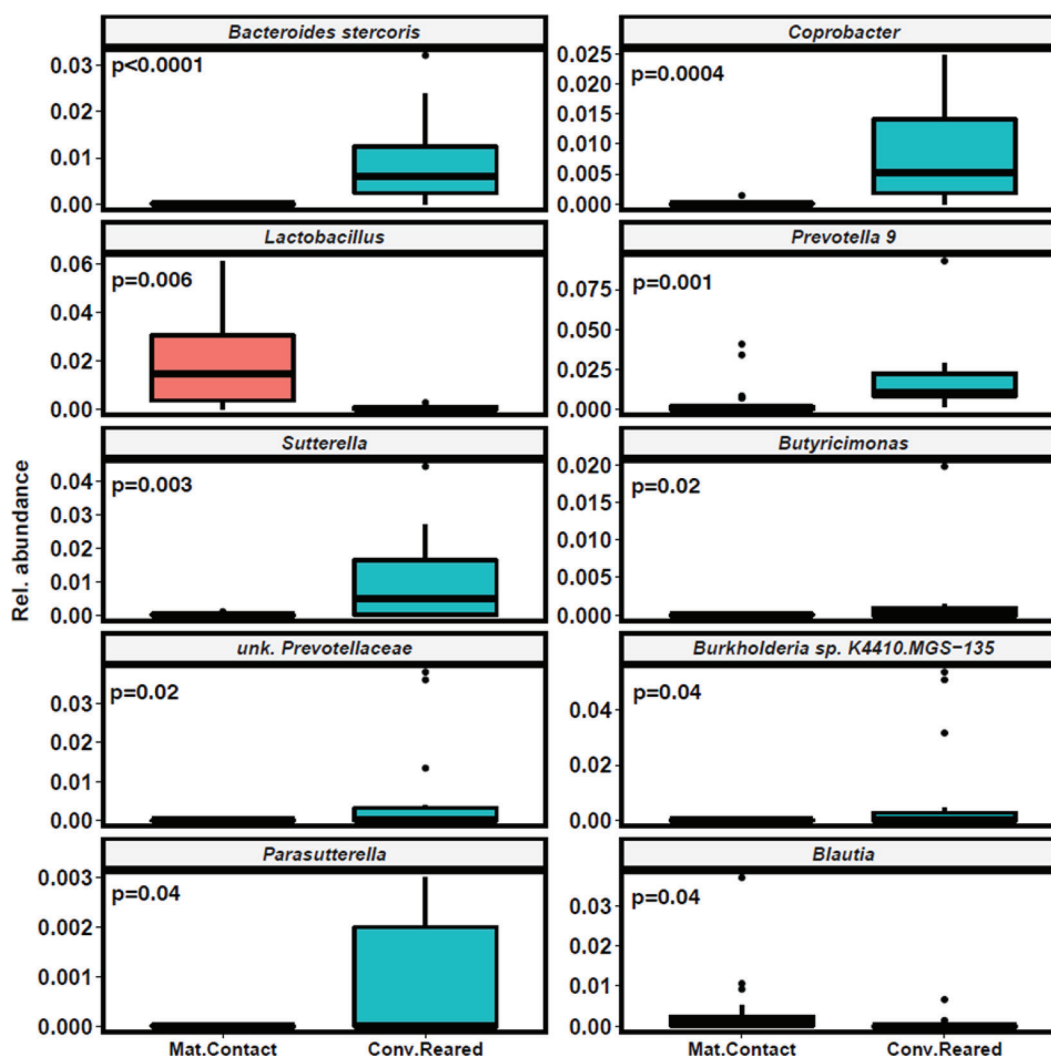 Rel. abundance
Bacteroides stercoris
p<0.0001
0.03
0.02
0.01
0.00
Coprobacter
p=0.0004
0.025
0.020
0.015
0.010
0.005
0.000
Lactobacillus
p=0.006
0.06
0.04
0.02
0.00
Prevotella 9
p=0.001
0.075
0.050
0.025
0.000
Sutterella
p=0.003
0.04
0.03
0.02
0.01
0.00
Butyricimonas
p=0.02
0.020
0.015
0.010
0.005
0.000
unk. Prevotellaceae
p=0.02
0.03
0.02
0.01
0.00
Burkholderia sp. K4410.MGS−135
p=0.04
0.04
0.02
0.00
Parasutterella
p=0.04
0.003
0.002
0.001
0.000
Mat.Contact Conv.Reared
Blautia
p=0.04
0.03
0.02
0.01
0.00
Mat.Contact Conv.Reared